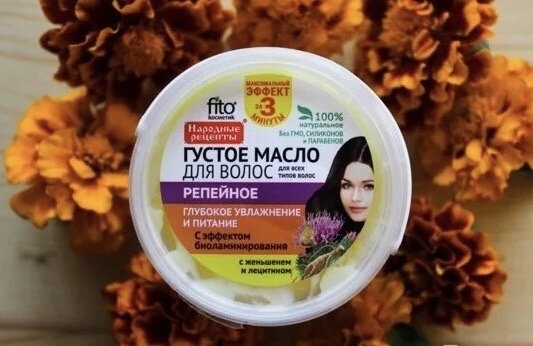 МАКСИМАЛЬНЫЙ
ЭФФЕКТ
ЗА 3
МИНУТЫ
fito
косметик
100%
натуральное
Без ГМО, СИЛИКОНОВ
и ПАРАБЕНОВ
Народные
рецепты
ГУСТОЕ МАСЛО
ДЛЯ ВОЛОС
для всех
типов волос
РЕПЕЙНОЕ
ГЛУБОКОЕ УВЛАЖНЕНИЕ
И ПИТАНИЕ
С эффектом
биоламинирования
с женьшенем
и лецитином